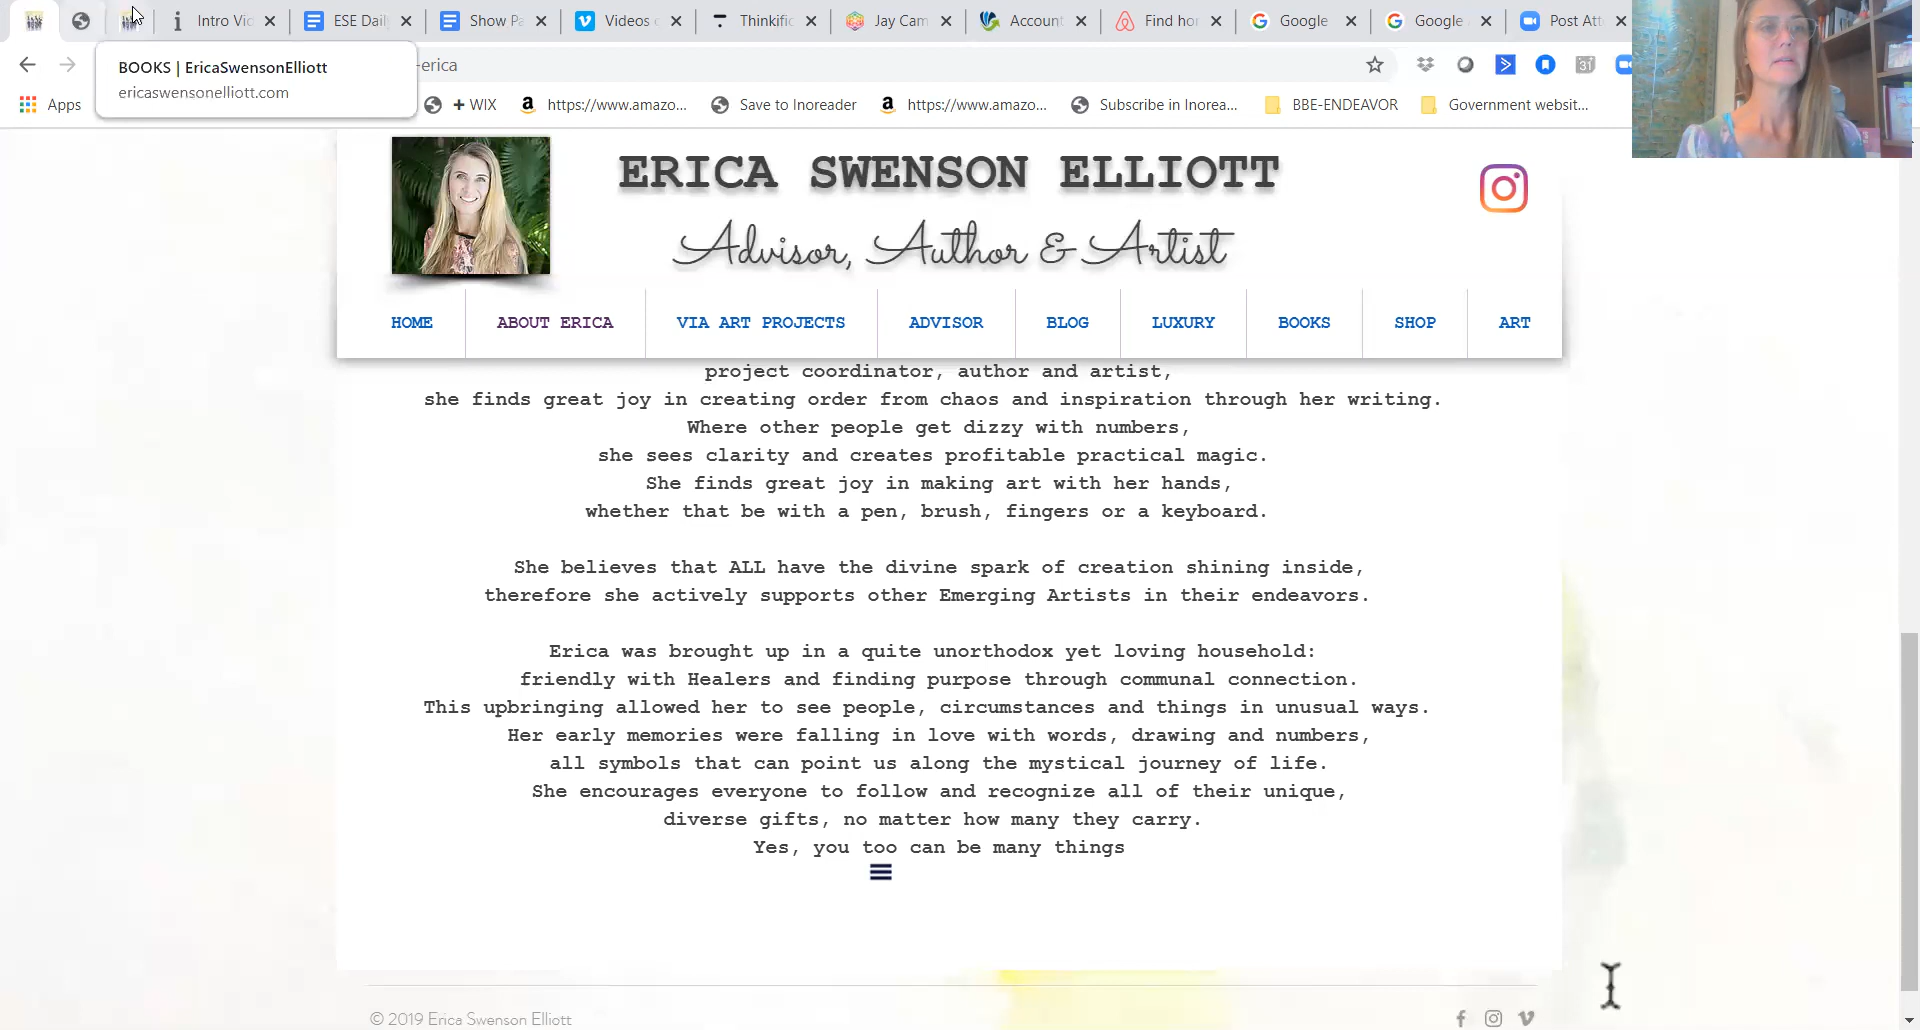 Intro Vid
ESE Dail
Show Pa
Videos
Thinkific
Jay Cam
Account
Find hor
Google
Google
Post Att
BOOKS | EricaSwensonElliott
ericaswensonelliott.com
-erica
Apps
+ WIX
https://www.amazo...
Save to Inoreader
https://www.amazo...
Subscribe in Inorea...
BBE-ENDEAVOR
Government websit...
31
ERICA SWENSON ELLIOTT
Advisor, Author & Artist
HOME
ABOUT ERICA
VIA ART PROJECTS
ADVISOR
BLOG
LUXURY
BOOKS
SHOP
ART
project coordinator, author and artist,
she finds great joy in creating order from chaos and inspiration through her writing.
Where other people get dizzy with numbers,
she sees clarity and creates profitable practical magic.
She finds great joy in making art with her hands,
whether that be with a pen, brush, fingers or a keyboard.
She believes that ALL have the divine spark of creation shining inside,
therefore she actively supports other Emerging Artists in their endeavors.
Erica was brought up in a quite unorthodox yet loving household:
friendly with Healers and finding purpose through communal connection.
This upbringing allowed her to see people, circumstances and things in unusual ways.
Her early memories were falling in love with words, drawing and numbers,
all symbols that can point us along the mystical journey of life.
She encourages everyone to follow and recognize all of their unique,
diverse gifts, no matter how many they carry.
Yes, you too can be many things
© 2019 Erica Swenson Elliott